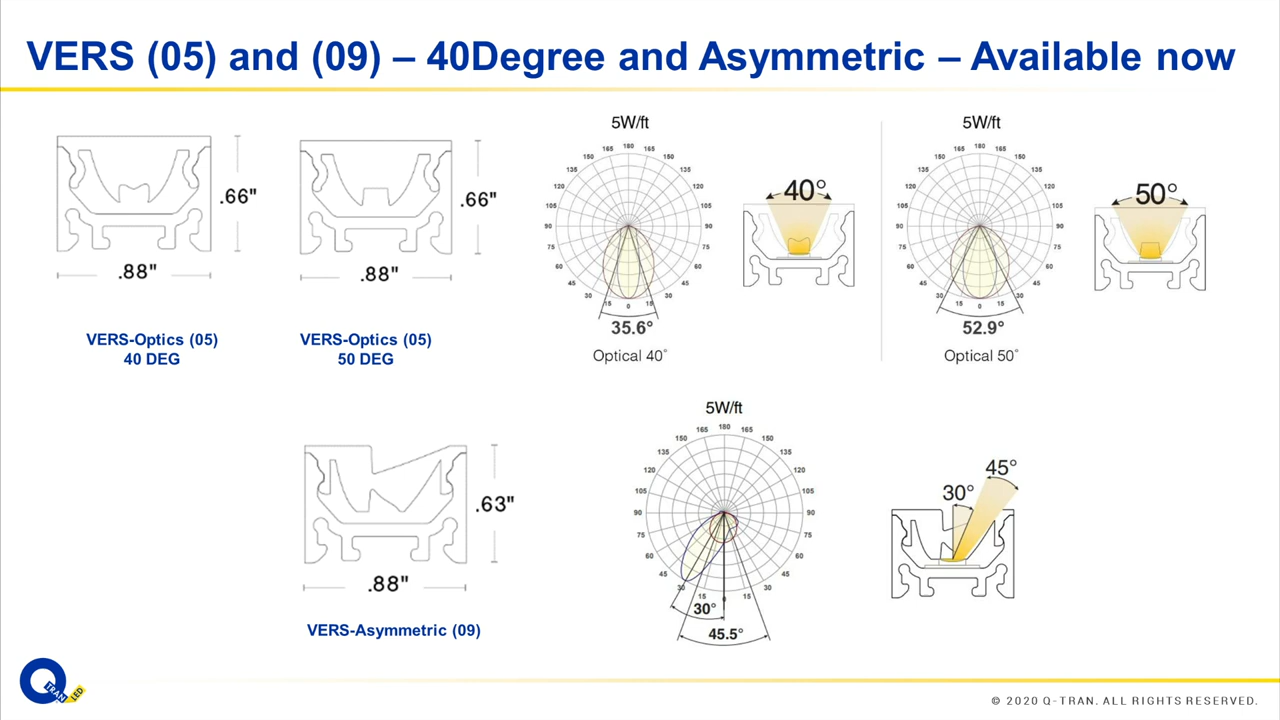 VERS (05) and (09) – 40Degree and Asymmetric – Available now
.66"
.88"
VERS-Optics (05)
40 DEG
.66"
.88"
VERS-Optics (05)
50 DEG
5W/ft
180
165 165
150 150
135 135
120 120
105 105
90 90
75 75
60 60
45 45
30 30
15 0 15
35.6°
Optical 40°
40°
5W/ft
180
165 165
150 150
135 135
120 120
105 105
90 90
75 75
60 60
45 45
30 30
15 0 15
52.9°
Optical 50°
50°
.63"
.88"
VERS-Asymmetric (09)
5W/ft
180
165 165
150 150
135 135
120 120
105 105
90 90
75 75
60 60
45 45
30
15 0 15
30°
45.5°
45°
30°
Q
TRAN LED
© 2020 Q-TRAN. ALL RIGHTS RESERVED.